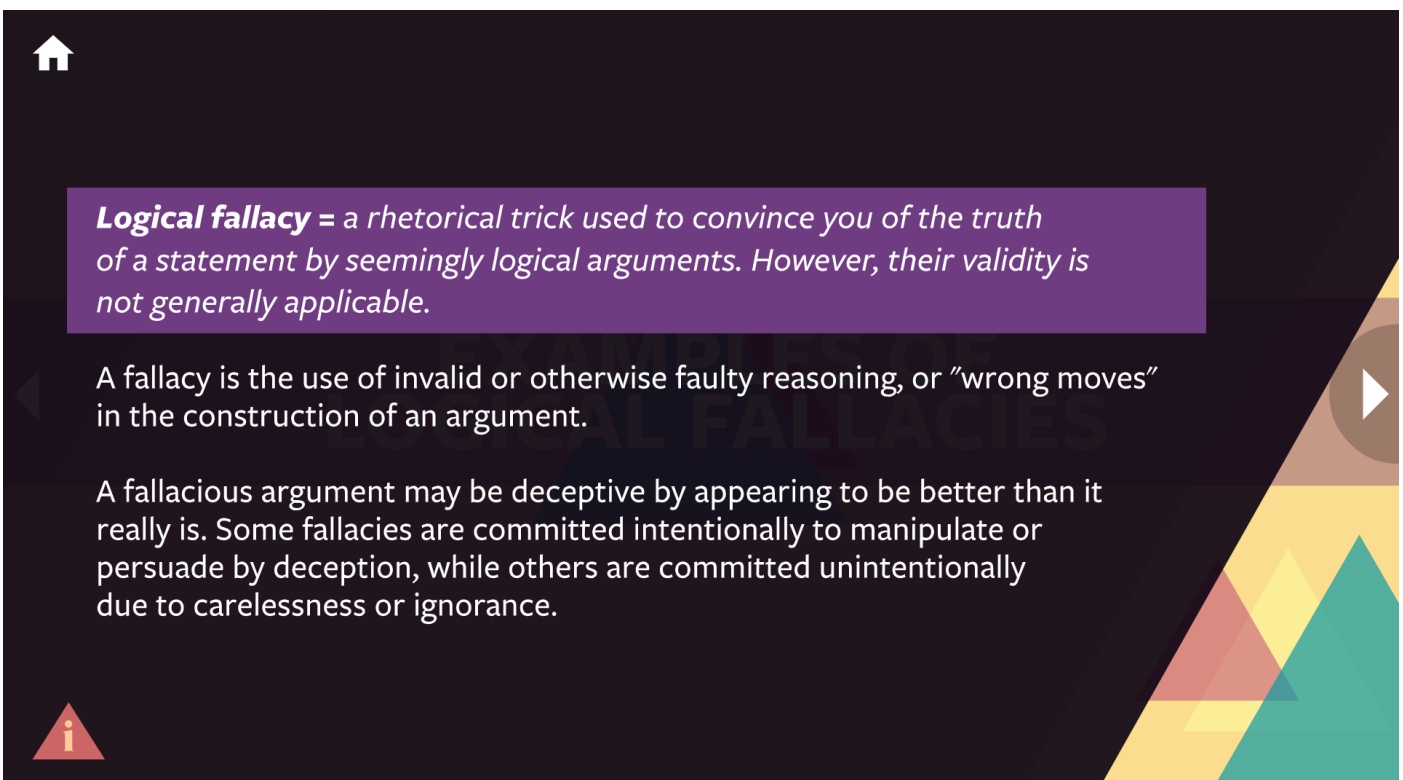 Logical fallacy = a rhetorical trick used to convince you of the truth
of a statement by seemingly logical arguments. However, their validity is
not generally applicable.
EXAMPLES OF
LOGICAL FALLACIES
A fallacy is the use of invalid or otherwise faulty reasoning, or "wrong moves"
in the construction of an argument.
A fallacious argument may be deceptive by appearing to be better than it
really is. Some fallacies are committed intentionally to manipulate or
persuade by deception, while others are committed unintentionally
due to carelessness or ignorance.
i